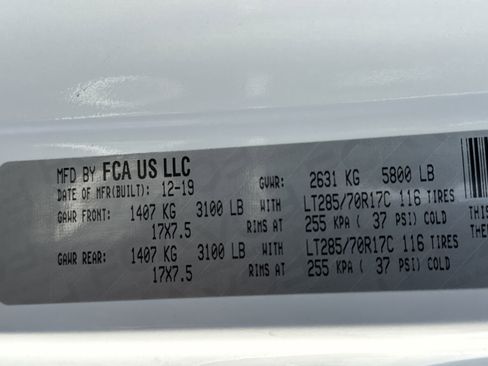 MFD BY FCA US LLC
DATE OF MFR(BUILT): 12-19 GVWR: 2631 KG 5800 LB
GAWR FRONT: 1407 KG 3100 LB WITH LT285/70R17C 116 TIRES
17X7.5 RIMS AT 255 KPA ( 37 PSI) COLD
GAWR REAR: 1407 KG 3100 LB WITH LT285/70R17C 116 TIRES
17X7.5 RIMS AT 255 KPA ( 37 PSI) COLD
THIS